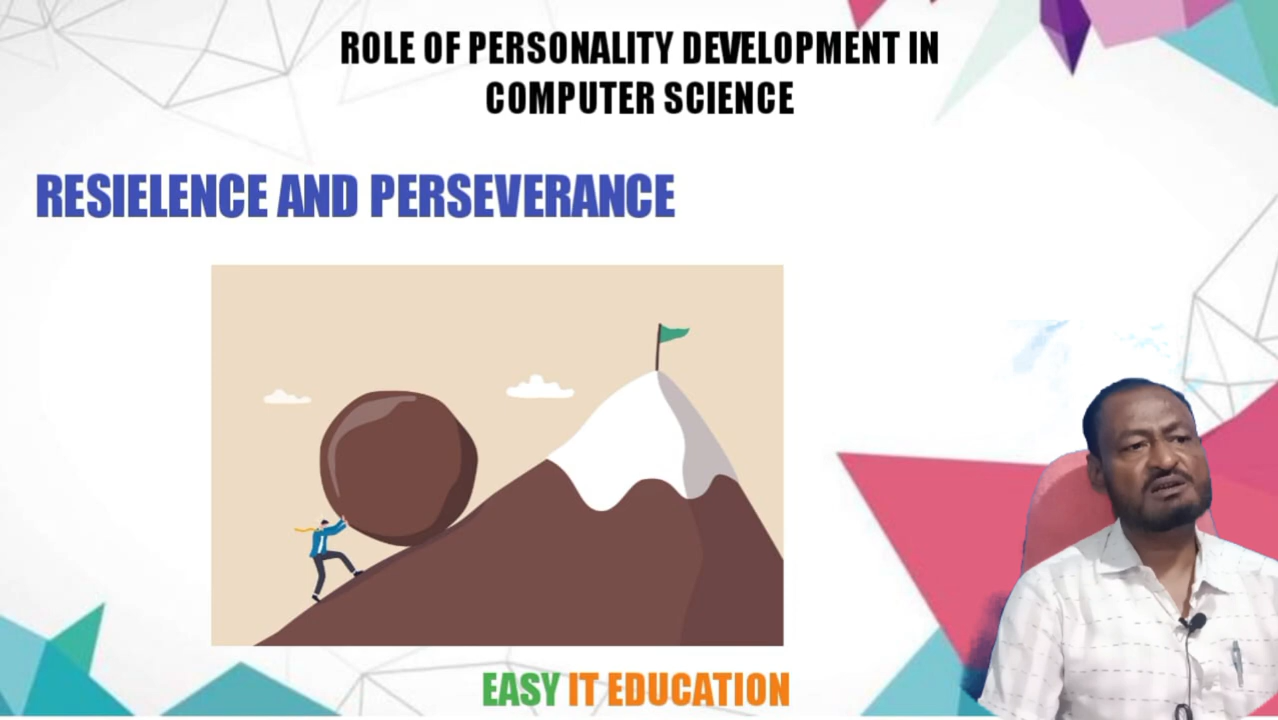 ROLE OF PERSONALITY DEVELOPMENT IN
COMPUTER SCIENCE
RESIELENCE AND PERSEVERANCE
EASY IT EDUCATION